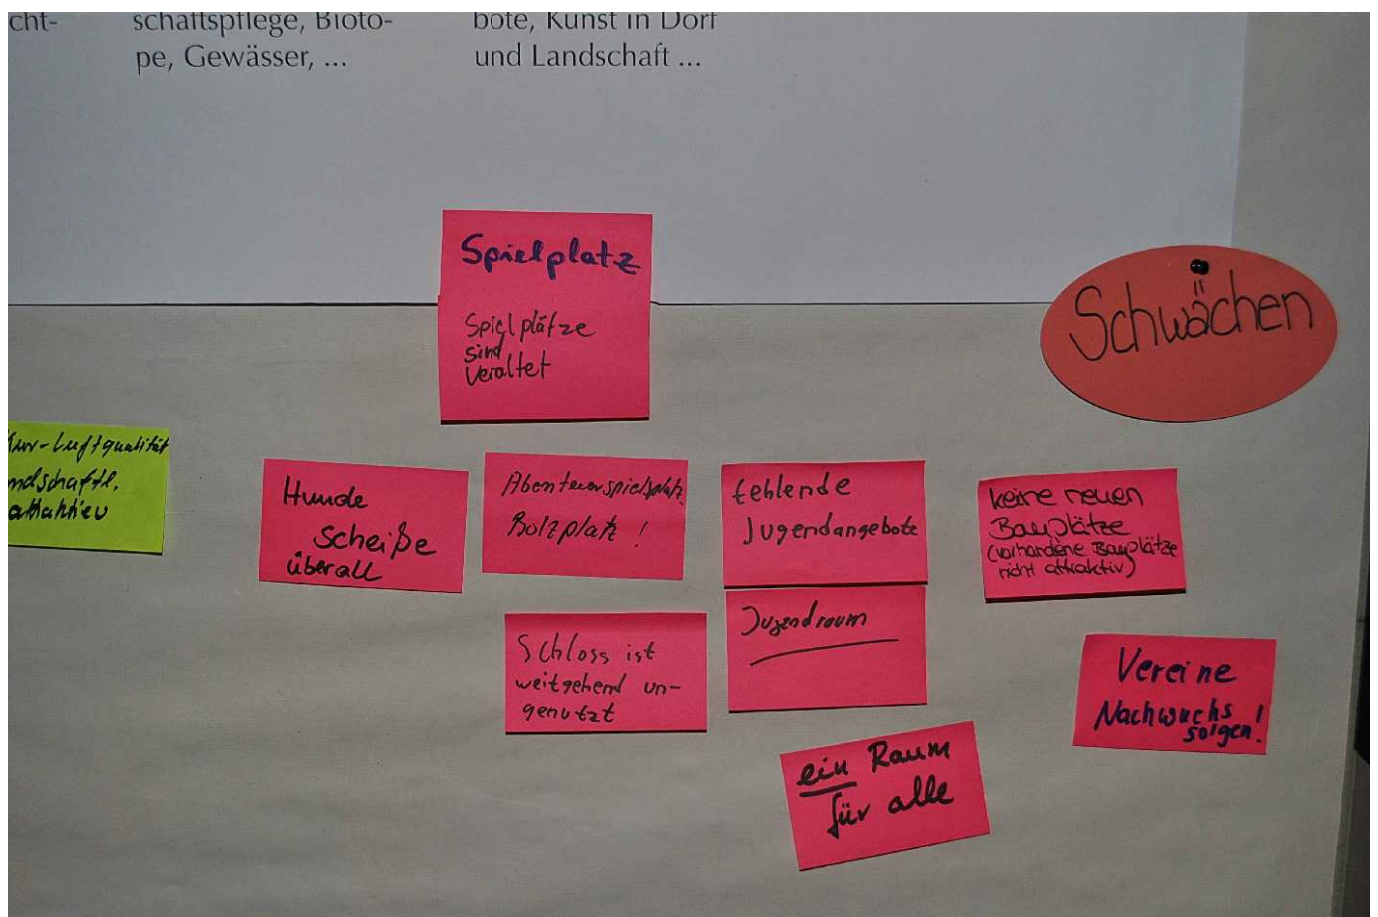 cht-
schaftspflege, Bioto-
pe, Gewässer, ...
bote, Kunst in Dorf
und Landschaft ...
Spielplatz
Spielplätze
sind
veraltet
Schwächen
Luftqualität
attraktiv
Hunde
Scheiße
überall
Abenteuerspielplatz
Bolzplatz !
fehlende
Jugendangebote
keine neuen
Bauplätze
(vorhandene Bauplätze
nicht attraktiv)
Schloss ist
weitgehend un-
genutzt
Jugendraum
Vereine
Nachwuchs
sorgen!
ein Raum
für alle